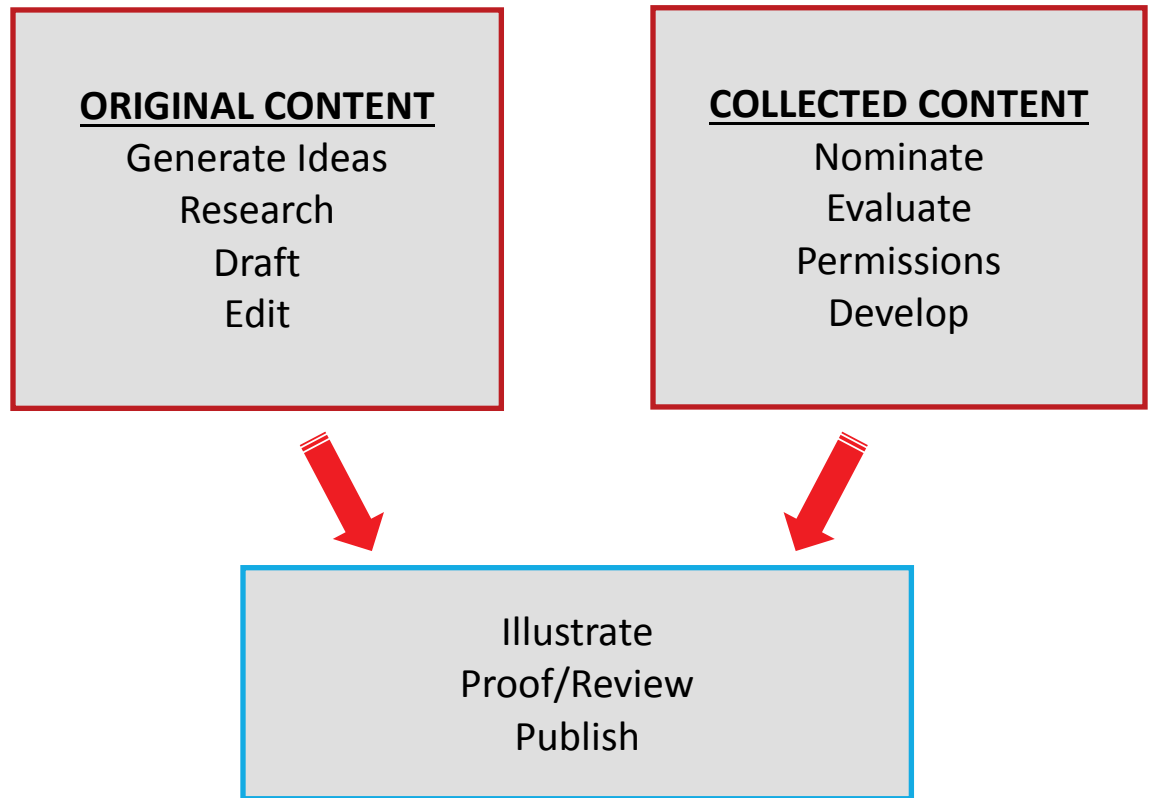 ORIGINAL CONTENT
Generate Ideas
Research
Draft
Edit
COLLECTED CONTENT
Nominate
Evaluate
Permissions
Develop
Illustrate
Proof/Review
Publish